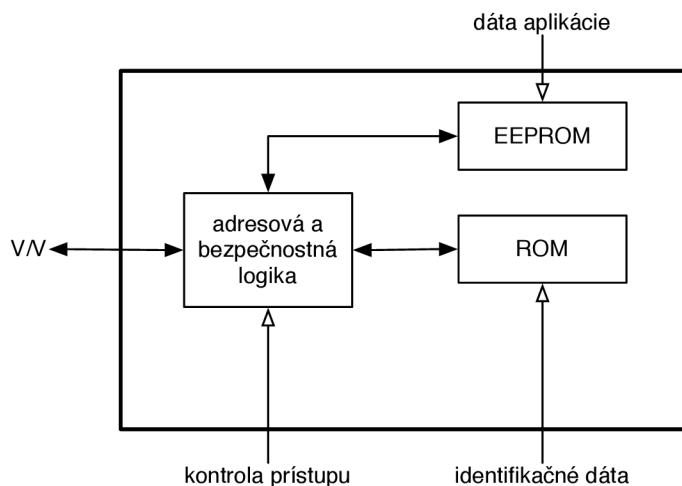 dáta aplikácie
EEPROM
adresová a
bezpečnostná
logika
V/V
ROM
kontrola prístupu
identifikačné dáta